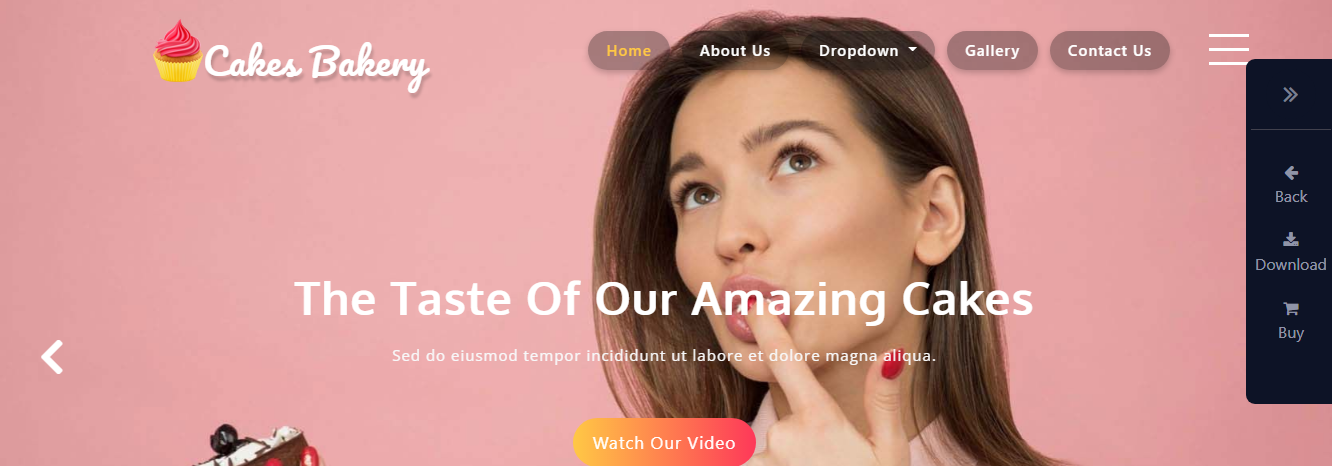 Cakes Bakery
Home About Us Dropdown Gallery Contact Us
Back
Download
Buy
The Taste Of Our Amazing Cakes
Sed do eiusmod tempor incididunt ut labore et dolore magna aliqua.
Watch Our Video